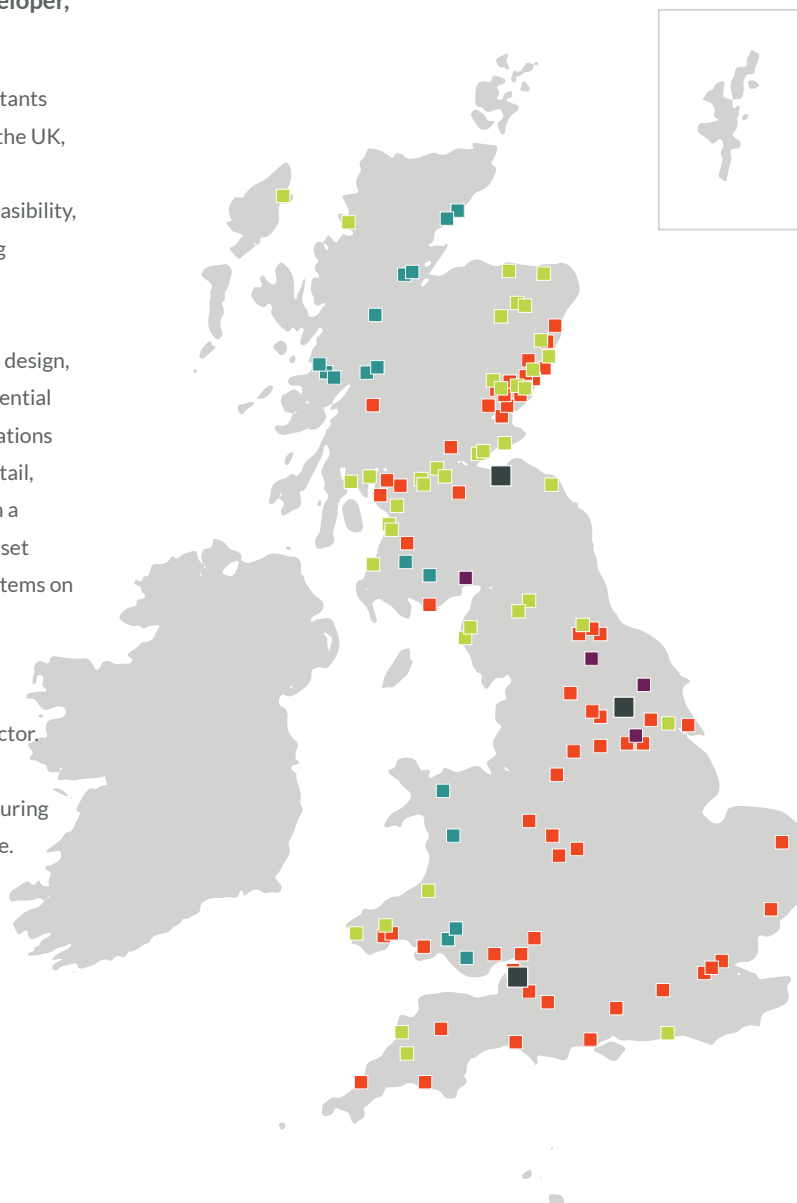 eloper,
tants
the UK,
asibility,
g
design,
ential
ations
tail,
n a
set
tems on
ctor.
uring
e.